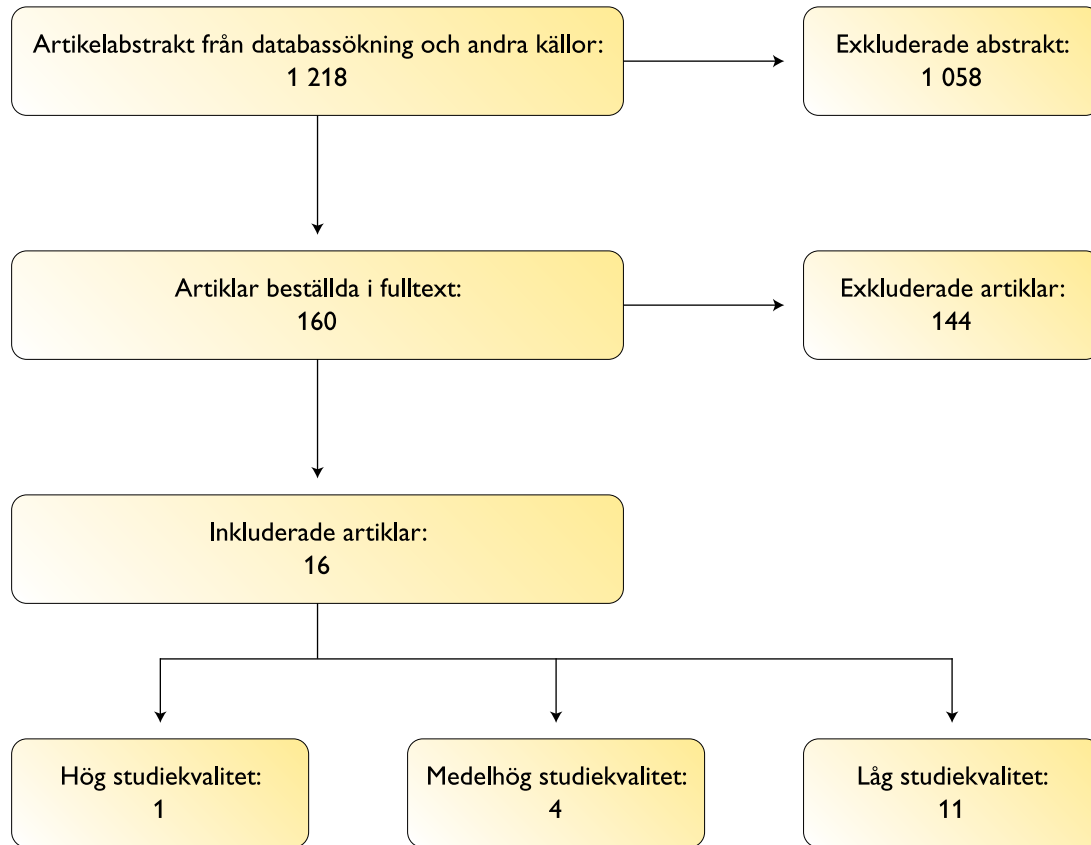 Artikelabstrakt från databassökning och andra källor:
1 218
Exkluderade abstrakt:
1 058
Artiklar beställda i fulltext:
160
Exkluderade artiklar:
144
Inkluderade artiklar:
16
Hög studiekvalitet:
1
Medelhög studiekvalitet:
4
Låg studiekvalitet:
11